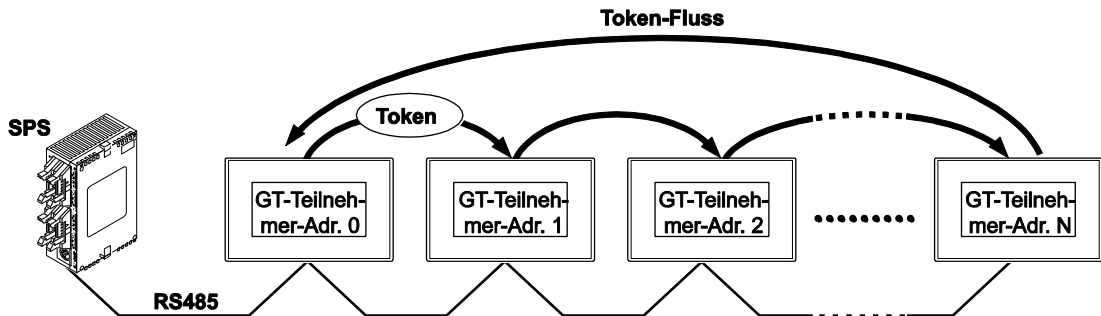 Token-Fluss
Token
SPS
GT-Teilneh-
mer-Adr. 0
GT-Teilneh-
mer-Adr. 1
GT-Teilneh-
mer-Adr. 2
GT-Teilneh-
mer-Adr. N
RS485